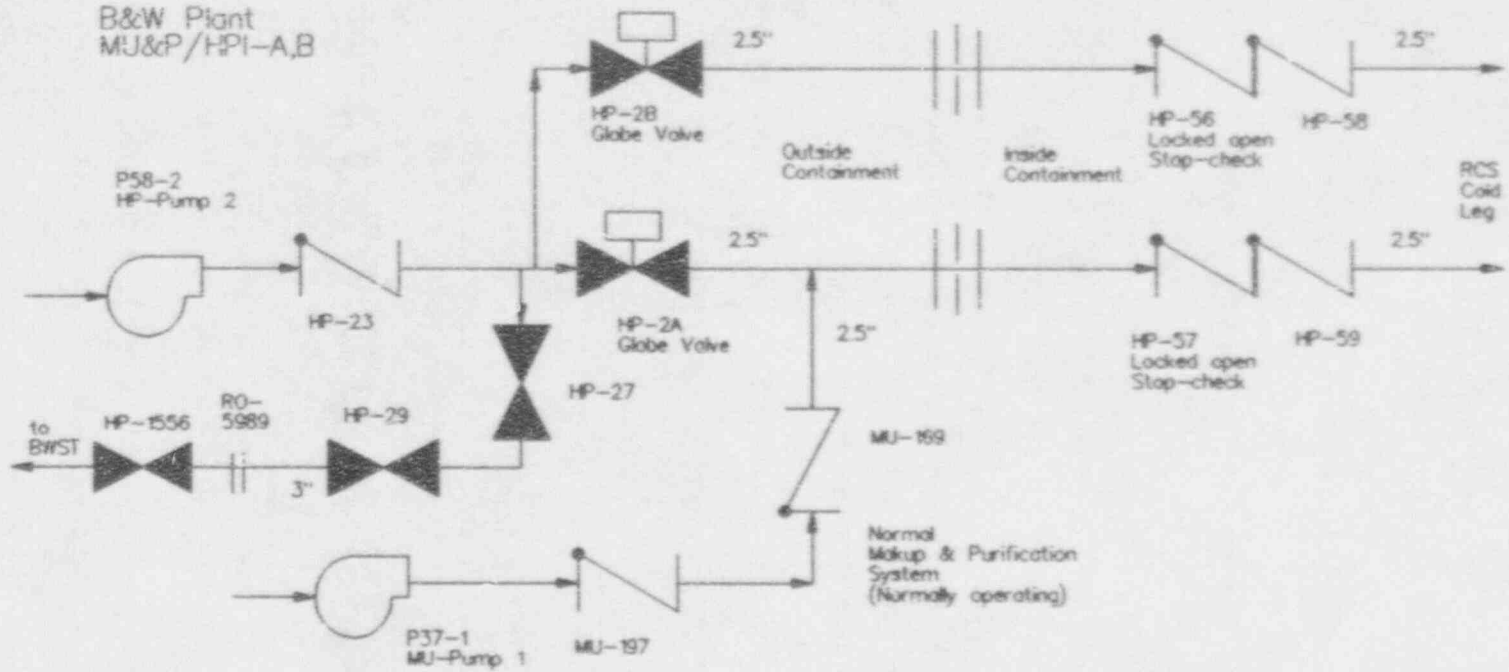 B&W Plant
MU&P/HPI-A,B
2.5"
2.5"
HP-2B
Globe Valve
HP-56
Locked open
Stop-check
HP-58
Outside
Containment
Inside
Containment
RCS
Cold
Leg
P58-2
HP-Pump 2
2.5"
2.5"
HP-23
HP-2A
Globe Valve
2.5"
HP-57
Locked open
Stop-check
HP-59
HP-27
to
BWST
HP-1556
RO-
5989
HP-29
3"
MU-169
Normal
Makup & Purification
System
(Normally operating)
P37-1
MU-Pump 1
MU-197